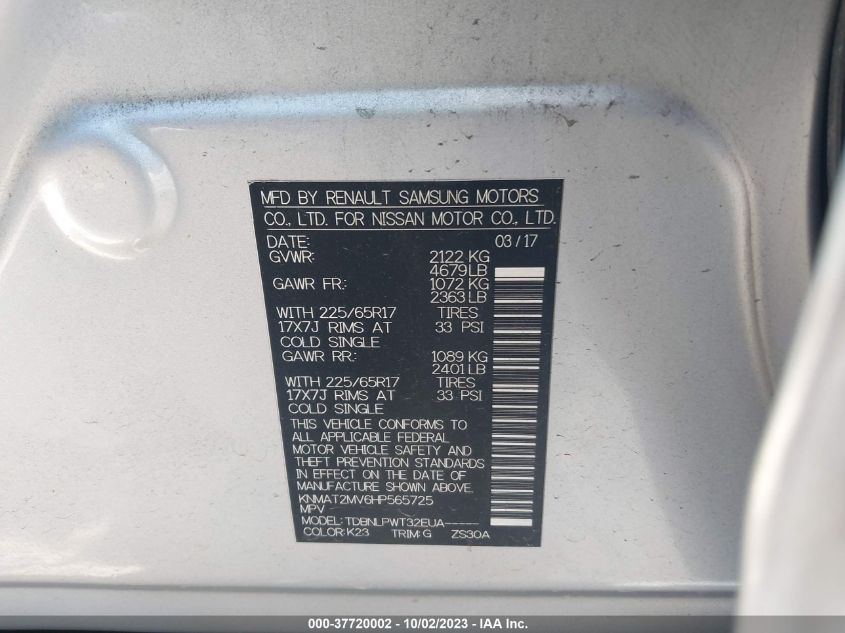 MFD BY RENAULT SAMSUNG MOTORS
CO., LTD. FOR NISSAN MOTOR CO., LTD.
DATE: 03/17
GVWR: 2122 KG
4679 LB
GAWR FR.: 1072 KG
2363 LB
WITH 225/65R17 TIRES
17X7J RIMS AT 33 PSI
COLD SINGLE
GAWR RR.: 1089 KG
2401 LB
WITH 225/65R17 TIRES
17X7J RIMS AT 33 PSI
COLD SINGLE
THIS VEHICLE CONFORMS TO
ALL APPLICABLE FEDERAL
MOTOR VEHICLE SAFETY AND
THEFT PREVENTION STANDARDS
IN EFFECT ON THE DATE OF
MANUFACTURE SHOWN ABOVE.
KNMAT2MV6HP565725
MPV
MODEL: TDBNLPWT32EUA-----
COLOR: K23 TRIM: G ZS30A
000-37720002 - 10/02/2023 - IAA Inc.